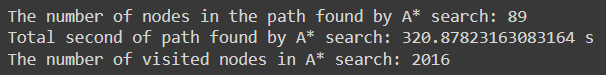 The number of nodes in the path found by A* search: 89
Total second of path found by A* search: 320.87823163083164 s
The number of visited nodes in A* search: 2016